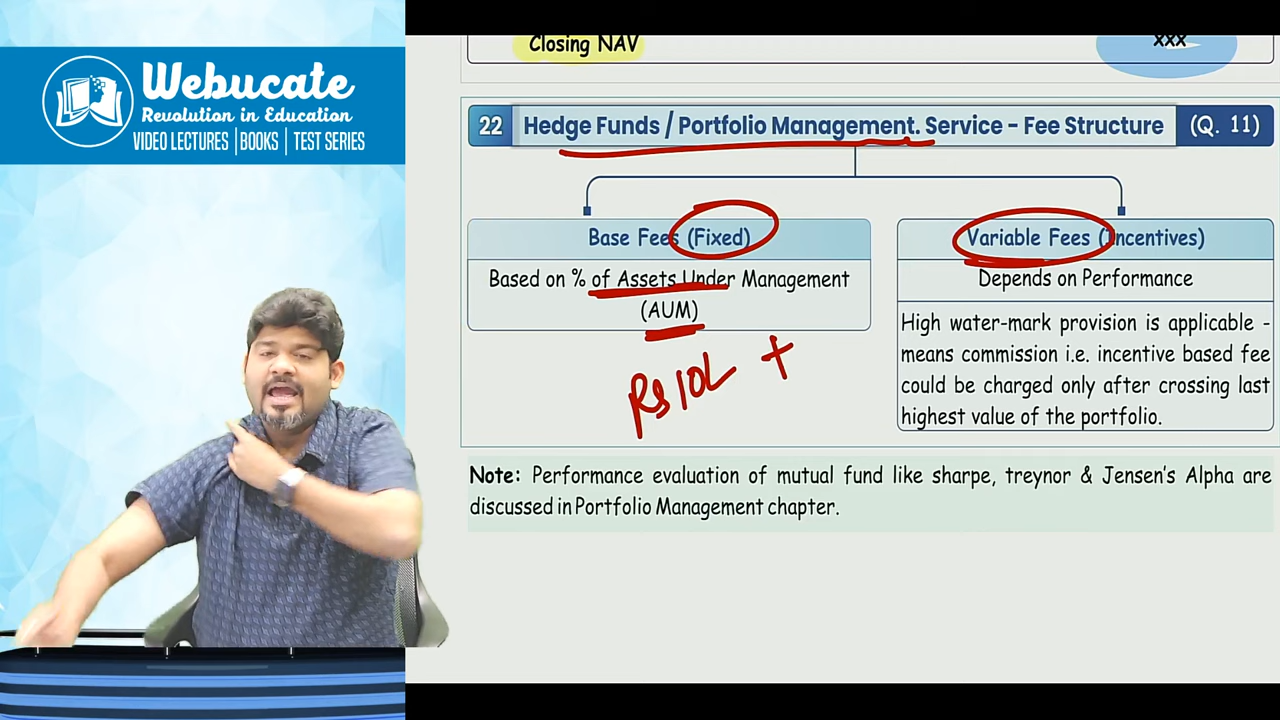 Webucate
Revolution in Education
VIDEO LECTURES | BOOKS | TEST SERIES
Closing NAV
xxx
22 Hedge Funds / Portfolio Management. Service - Fee Structure (Q. 11)
Base Fees (Fixed)
Based on % of Assets Under Management
(AUM)
Rs 10L +
Variable Fees (Incentives)
Depends on Performance
High water-mark provision is applicable -
means commission i.e. incentive based fee
could be charged only after crossing last
highest value of the portfolio.
Note: Performance evaluation of mutual fund like sharpe, treynor & Jensen's Alpha are
discussed in Portfolio Management chapter.